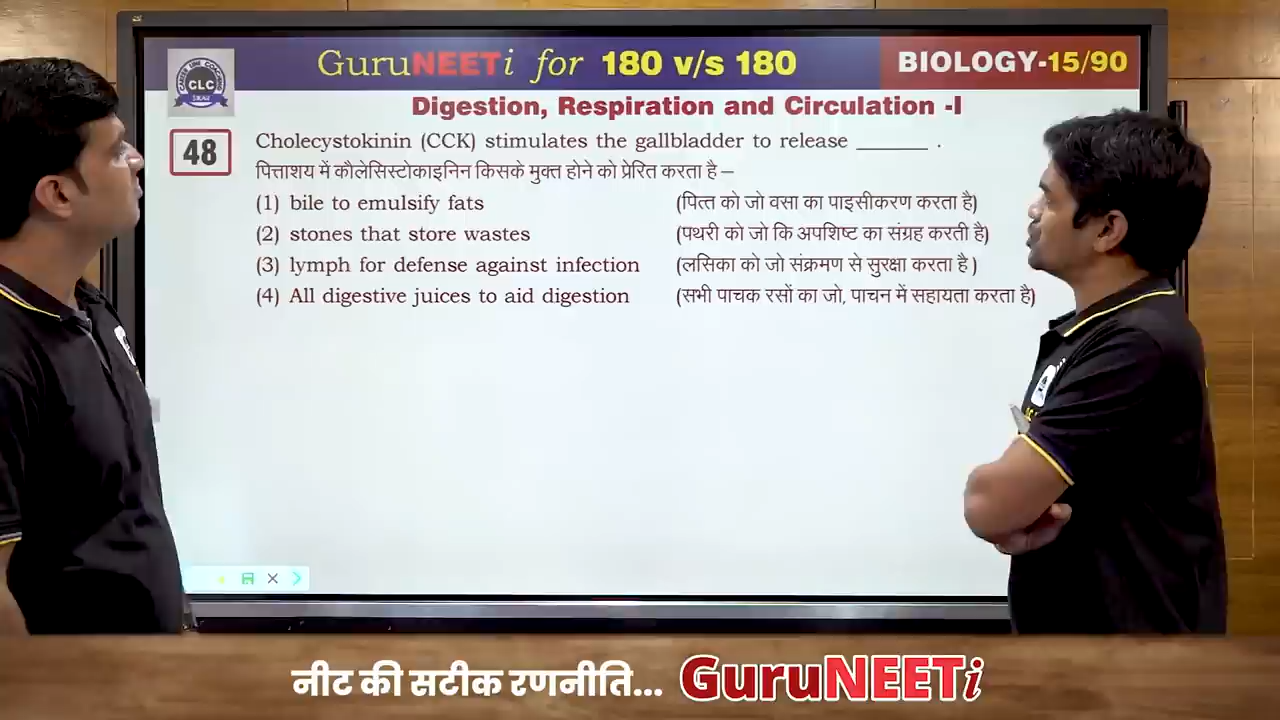 GuruNEETi for 180 v/s 180
BIOLOGY-15/90
CLC
SIKAR
Digestion, Respiration and Circulation -I
48
Cholecystokinin (CCK) stimulates the gallbladder to release _______ .
पित्ताशय में कौलेसिस्टोकाइनिन किसके मुक्त होने को प्रेरित करता है –
(1) bile to emulsify fats (पित्त को जो वसा का पाइसीकरण करता है)
(2) stones that store wastes (पथरी को जो कि अपशिष्ट का संग्रह करती है)
(3) lymph for defense against infection (लसिका को जो संक्रमण से सुरक्षा करता है )
(4) All digestive juices to aid digestion (सभी पाचक रसों का जो, पाचन में सहायता करता है)
नीट की सटीक रणनीति... GuruNEETi